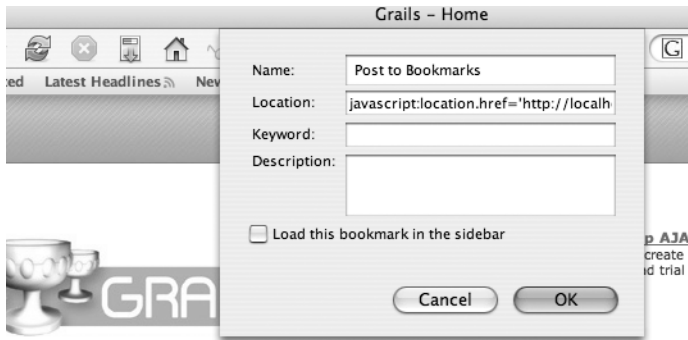 Grails – Home
G
Latest Headlines
Name: Post to Bookmarks
Location: javascript:location.href='http://localh
Keyword:
Description:
Load this bookmark in the sidebar
AJA
create
trial
GRA
Cancel OK